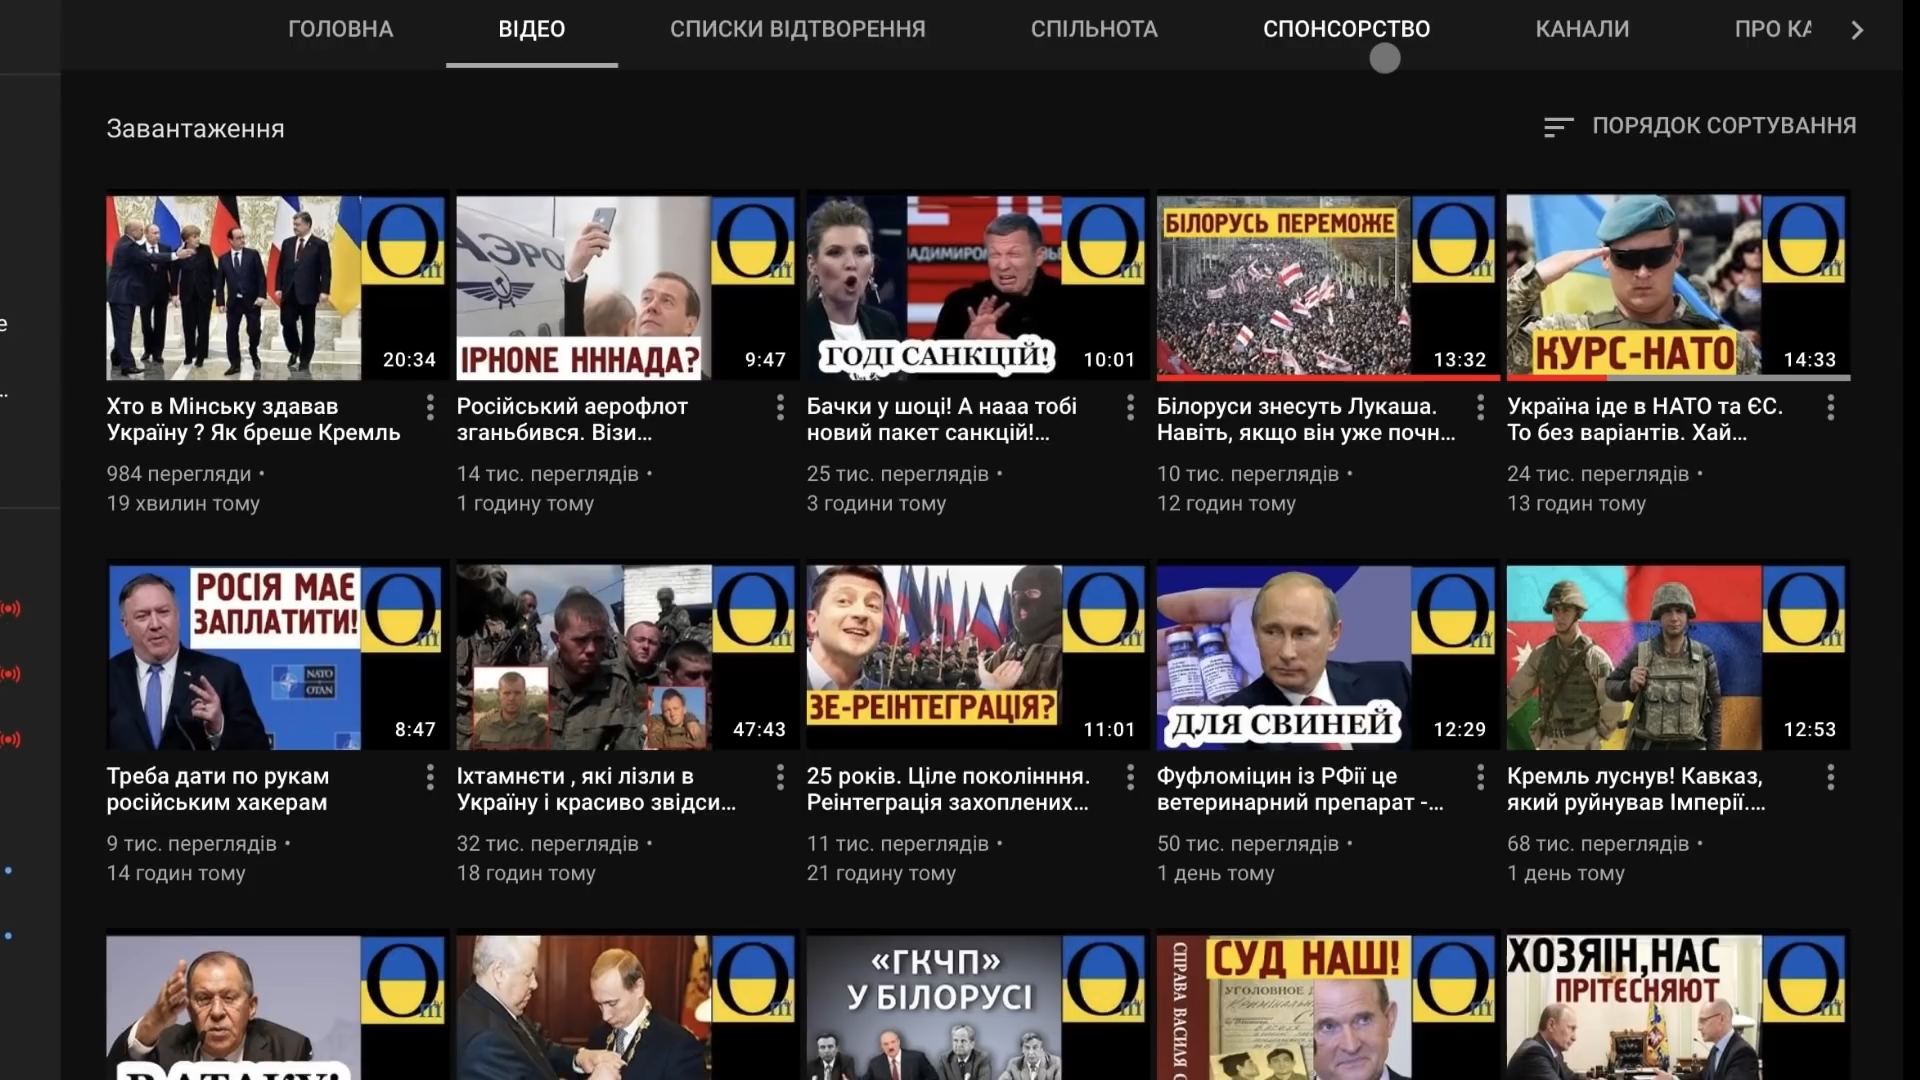 ГОЛОВНА
ВІДЕО
СПИСКИ ВІДТВОРЕННЯ
СПІЛЬНОТА
СПОНСОРСТВО
КАНАЛИ
ПРО КА
Завантаження
ПОРЯДОК СОРТУВАННЯ
20:34
АЭРО
IPHONE НННАДА?
9:47
ГОДІ САНКЦІЙ!
10:01
БІЛОРУСЬ ПЕРЕМОЖЕ
13:32
КУРС-НАТО
14:33
Хто в Мінську здавав
Україну ? Як бреше Кремль
984 перегляди •
19 хвилин тому
Російський аерофлот
зганьбився. Візи...
14 тис. переглядів •
1 годину тому
Бачки у шоці! А нааа тобі
новий пакет санкцій!...
25 тис. переглядів •
3 години тому
Білоруси знесуть Лукаша.
Навіть, якщо він уже почн...
10 тис. переглядів •
12 годин тому
Україна іде в НАТО та ЄС.
То без варіантів. Хай...
24 тис. переглядів •
13 годин тому
РОСІЯ МАЄ
ЗАПЛАТИТИ!
NATO
OTAN
8:47
47:43
ЗЕ-РЕІНТЕГРАЦІЯ?
11:01
ДЛЯ СВИНЕЙ
12:29
12:53
Треба дати по рукам
російським хакерам
9 тис. переглядів •
14 годин тому
Іхтамнєти , які лізли в
Україну і красиво звідси...
32 тис. переглядів •
18 годин тому
25 років. Ціле поколінння.
Реінтеграція захоплених...
11 тис. переглядів •
21 годину тому
Фуфломіцин із РФії це
ветеринарний препарат -...
50 тис. переглядів •
1 день тому
Кремль луснув! Кавказ,
який руйнував Імперії....
68 тис. переглядів •
1 день тому
В АТАКУ!
«ГКЧП»
У БІЛОРУСІ
СУД НАШ!
СПРАВА ВАСИЛЯ
УГОЛОВНОЕ
ХОЗЯІН,НАС
ПРІТЕСНЯЮТ